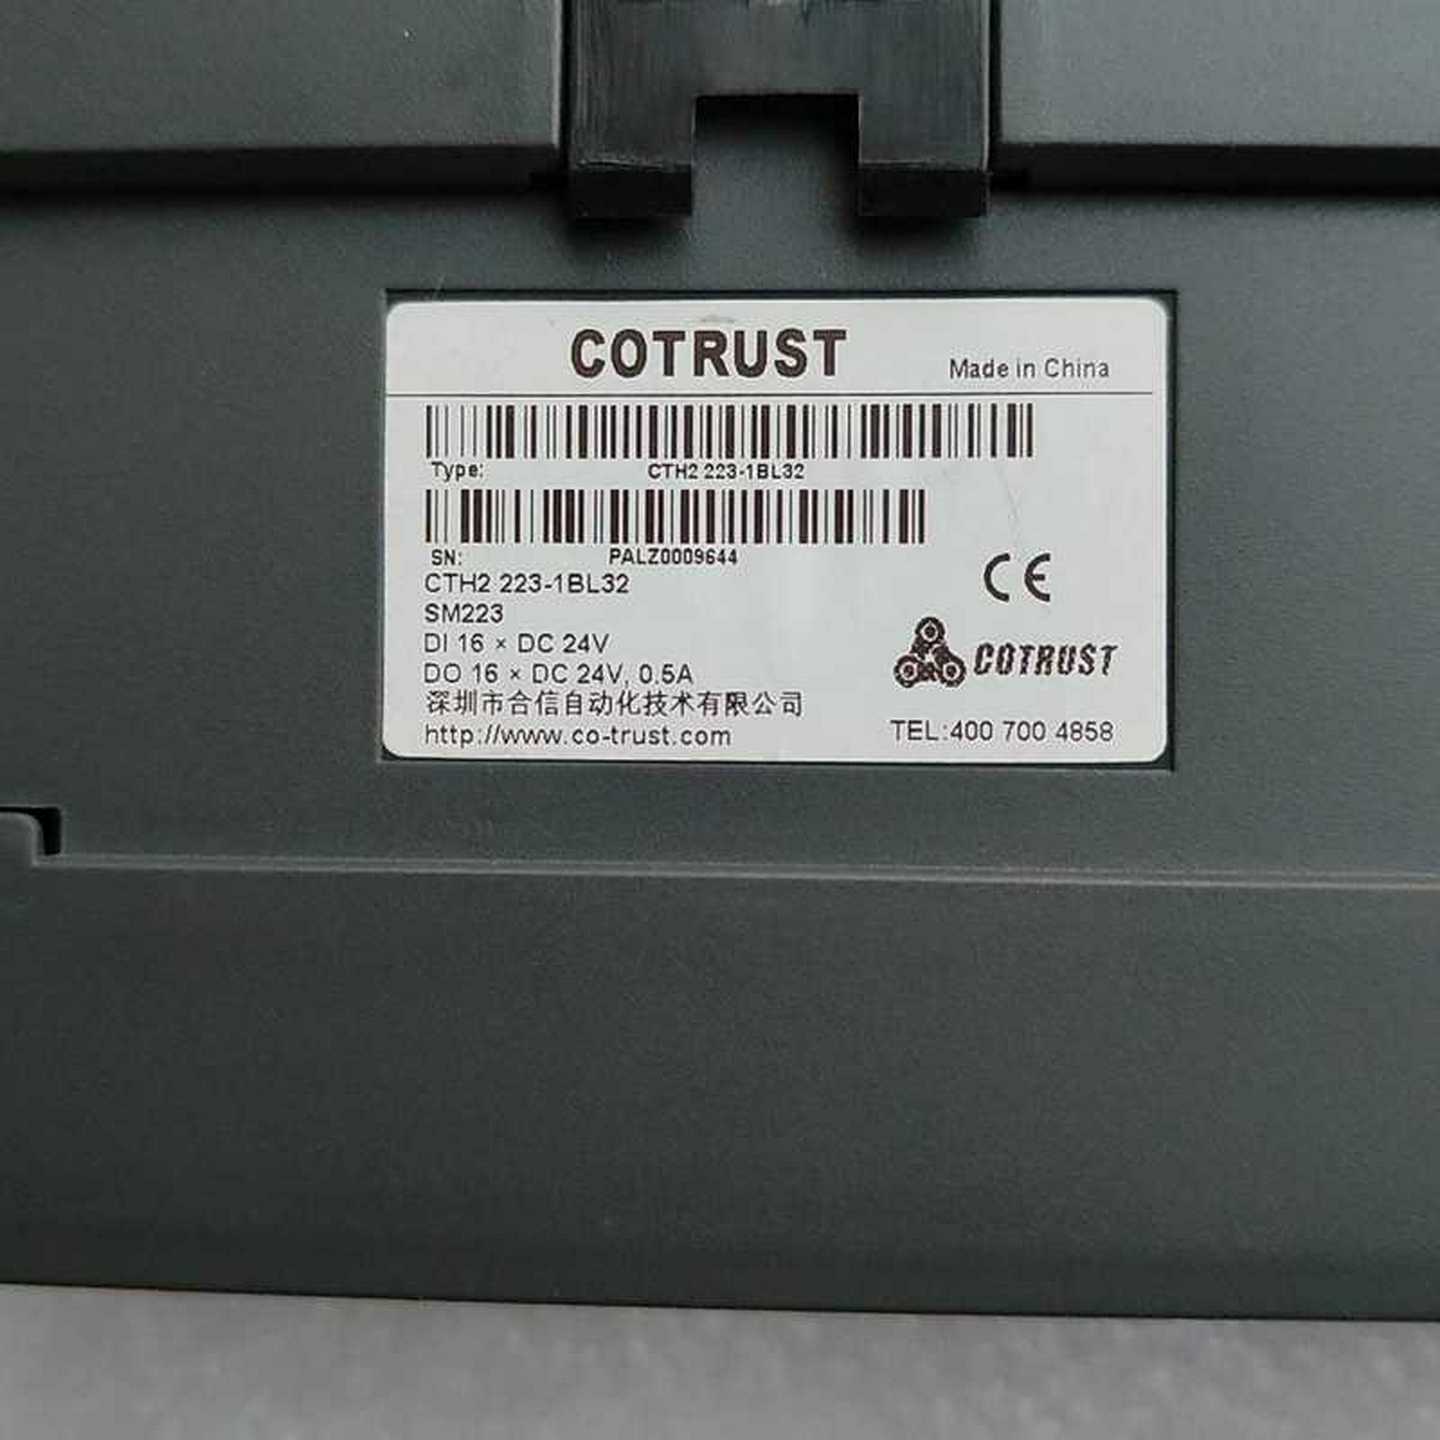 COTRUST
Made in China
Type: CTH2 223-1BL32
SN: PALZ0009644
CTH2 223-1BL32
SM223
DI 16 × DC 24V
DO 16 × DC 24V, 0.5A
深圳市合信自动化技术有限公司
http://www.co-trust.com
CE
COTRUST
TEL:400 700 4858